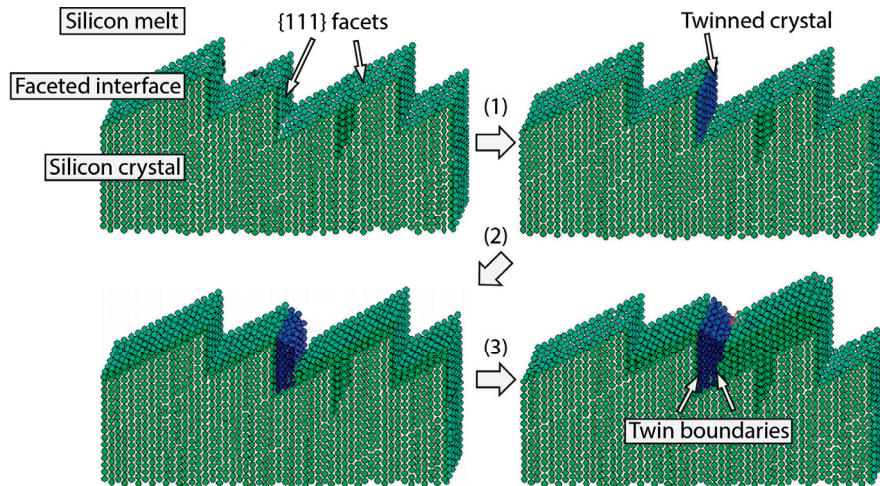 Silicon melt
{111} facets
Twinned crystal
Faceted interface
(1)
Silicon crystal
(2)
(3)
Twin boundaries